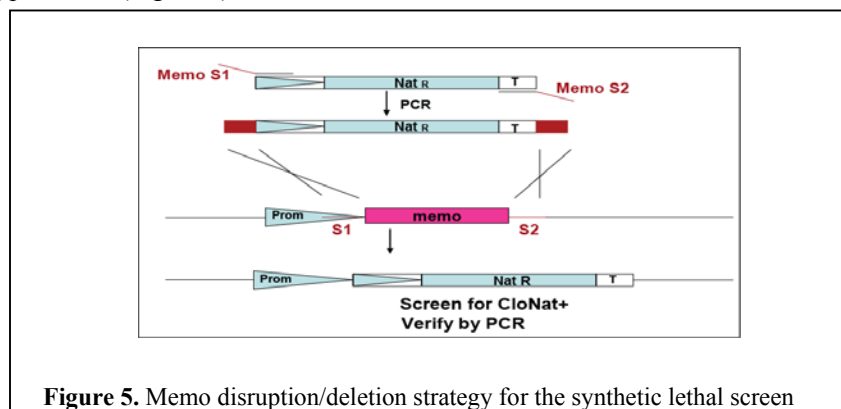 Memo S1
Nat R
T
Memo S2
PCR
Nat R
T
Prom
memo
S1
S2
Prom
Nat R
T
Screen for CloNat+
Verify by PCR
Figure 5. Memo disruption/deletion strategy for the synthetic lethal screen